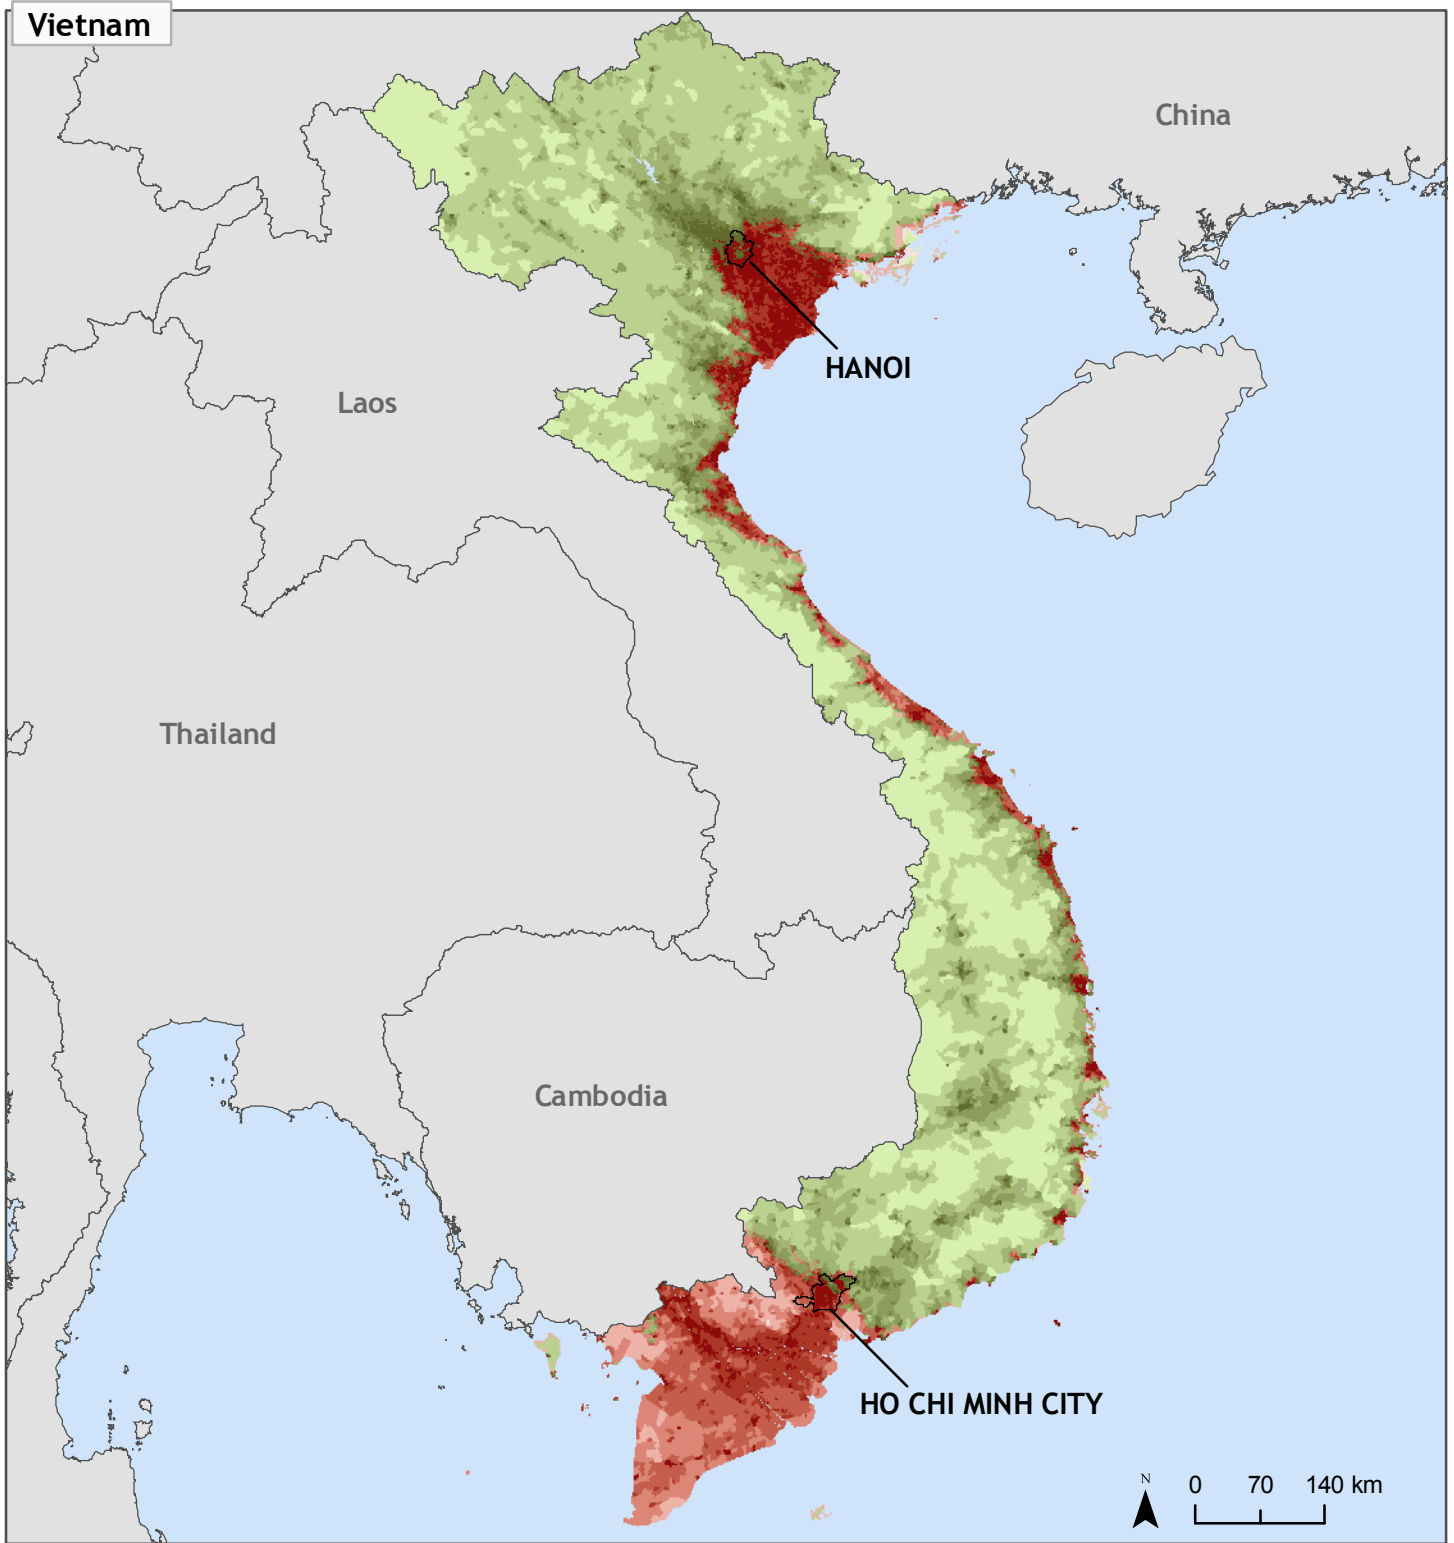 Vietnam
China
HANOI
Laos
Thailand
Cambodia
HO CHI MINH CITY
N
0 70 140 km